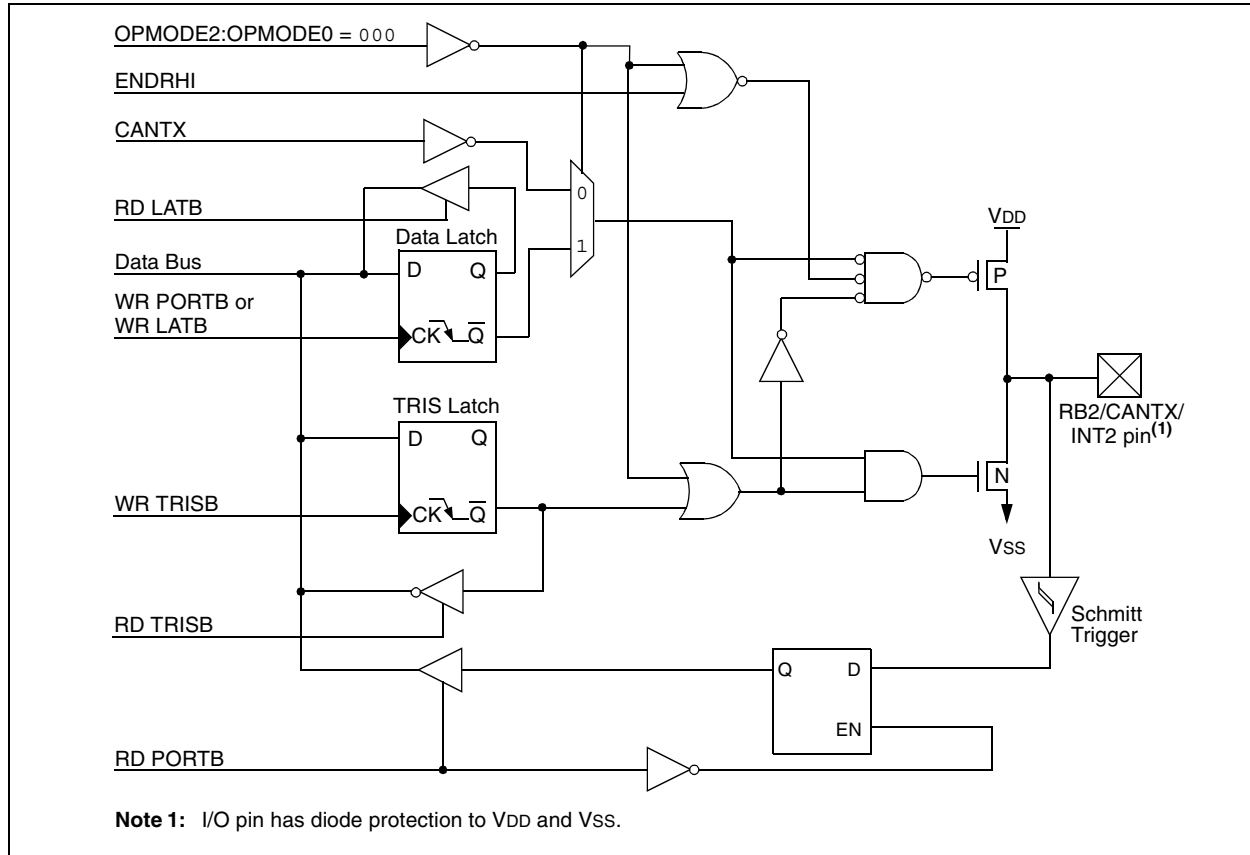 OPMODE2:OPMODE0 = 000
ENDRHI
CANTX
0
RD LATB
VDD
Data Latch
1
Data Bus
D Q
P
WR PORTB or
WR LATB
CK Q
TRIS Latch
RB2/CANTX/
INT2 pin(1)
D Q
N
WR TRISB
CK Q
VSS
RD TRISB
Schmitt
Trigger
Q D
EN
RD PORTB
Note 1: I/O pin has diode protection to VDD and VSS.